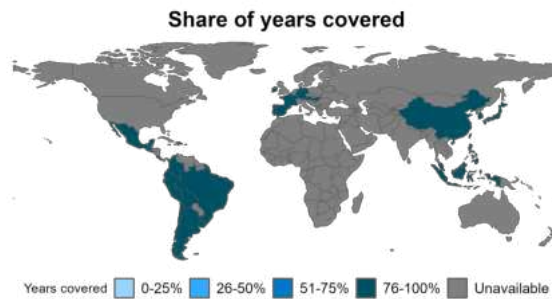 Share of years covered
Years covered 0-25% 26-50% 51-75% 76-100% Unavailable